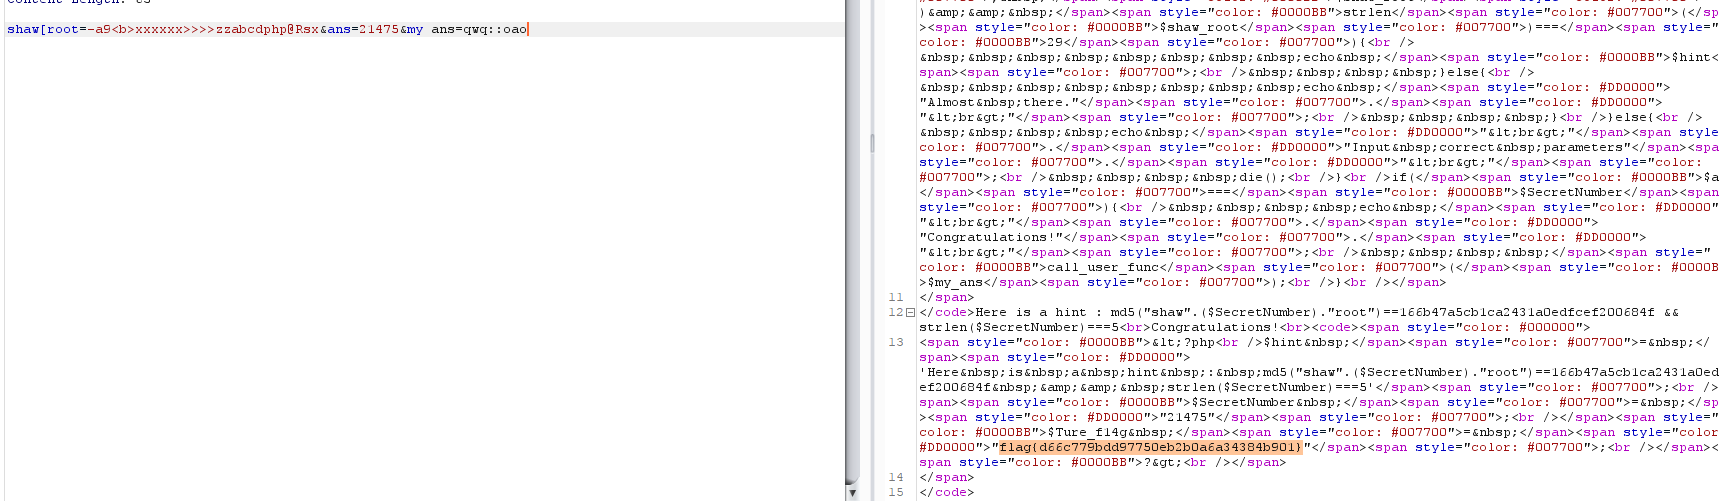 shaw[root=-a9<b>xxxxxx>>>>zzabcdphp@Rsx&ans=21475&my ans=qwq::oao
)&amp;&amp;&nbsp;</span><span style="color: #0000BB">strlen</span><span style="color: #007700">(</s
><span style="color: #0000BB">$shaw_root</span><span style="color: #007700">)===</span><span style="
color: #0000BB">29</span><span style="color: #007700">){<br />
&nbsp;&nbsp;&nbsp;&nbsp;&nbsp;&nbsp;&nbsp;&nbsp;echo&nbsp;</span><span style="color: #0000BB">$hint<
span><span style="color: #007700">;<br />&nbsp;&nbsp;&nbsp;&nbsp;}else{<br />
&nbsp;&nbsp;&nbsp;&nbsp;&nbsp;&nbsp;&nbsp;&nbsp;echo&nbsp;</span><span style="color: #DD0000">
"Almost&nbsp;there."</span><span style="color: #007700">.</span><span style="color: #DD0000">
"&lt;br&gt;"</span><span style="color: #007700">;<br />&nbsp;&nbsp;&nbsp;&nbsp;}<br />}else{<br />
&nbsp;&nbsp;&nbsp;&nbsp;echo&nbsp;</span><span style="color: #DD0000">"&lt;br&gt;"</span><span style
color: #007700">.</span><span style="color: #DD0000">"Input&nbsp;correct&nbsp;parameters"</span><spa
style="color: #007700">.</span><span style="color: #DD0000">"&lt;br&gt;"</span><span style="color:
#007700">;<br />&nbsp;&nbsp;&nbsp;&nbsp;die();<br />}<br />if(</span><span style="color: #0000BB">$a
</span><span style="color: #007700">===</span><span style="color: #0000BB">$SecretNumber</span><span
style="color: #007700">){<br />&nbsp;&nbsp;&nbsp;&nbsp;echo&nbsp;</span><span style="color: #DD0000"
"&lt;br&gt;"</span><span style="color: #007700">.</span><span style="color: #DD0000">
"Congratulations!"</span><span style="color: #007700">.</span><span style="color: #DD0000">
"&lt;br&gt;"</span><span style="color: #007700">;<br />&nbsp;&nbsp;&nbsp;&nbsp;</span><span style="
color: #0000BB">call_user_func</span><span style="color: #007700">(</span><span style="color: #0000B
>$my_ans</span><span style="color: #007700">);<br />}<br /></span>
11 </span>
12 </code>Here is a hint : md5("shaw".($SecretNumber)."root")==166b47a5cb1ca2431a0edfcef200684f &&
strlen($SecretNumber)===5<br>Congratulations!<br><code><span style="color: #000000">
13 <span style="color: #0000BB">&lt;?php<br />$hint&nbsp;</span><span style="color: #007700">=&nbsp;</
span><span style="color: #DD0000">
'Here&nbsp;is&nbsp;a&nbsp;hint&nbsp;:&nbsp;md5("shaw".($SecretNumber)."root")==166b47a5cb1ca2431a0ed
ef200684f&nbsp;&amp;&amp;&nbsp;strlen($SecretNumber)===5'</span><span style="color: #007700">;<br />
span><span style="color: #0000BB">$SecretNumber&nbsp;</span><span style="color: #007700">=&nbsp;</sp
><span style="color: #DD0000">"21475"</span><span style="color: #007700">;<br /></span><span style="
color: #0000BB">$Ture_f14g&nbsp;</span><span style="color: #007700">=&nbsp;</span><span style="color
#DD0000">"flag{d66c779bdd97750eb2b0a6a34384b901}"</span><span style="color: #007700">;<br /></span><
span style="color: #0000BB">?&gt;<br /></span>
14 </span>
15 </code>